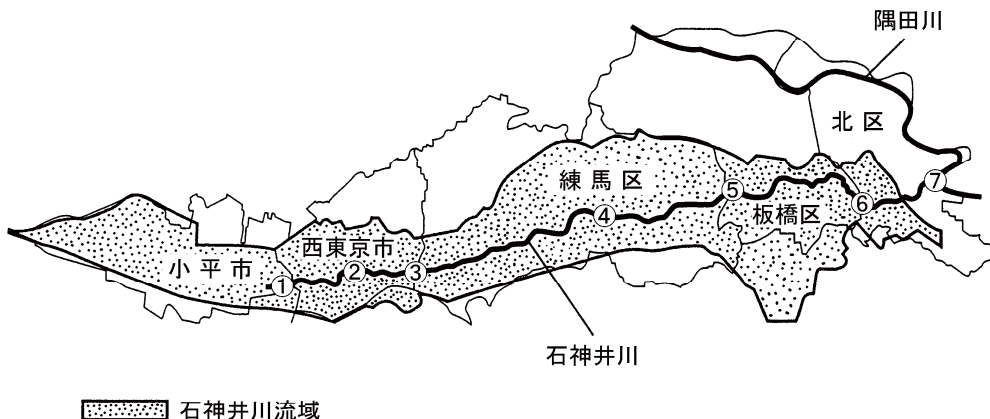 隅田川
北区
練馬区
④
⑤
板橋区
⑥
⑦
西東京市
小平市
①
②
③
石神井川
石神井川流域